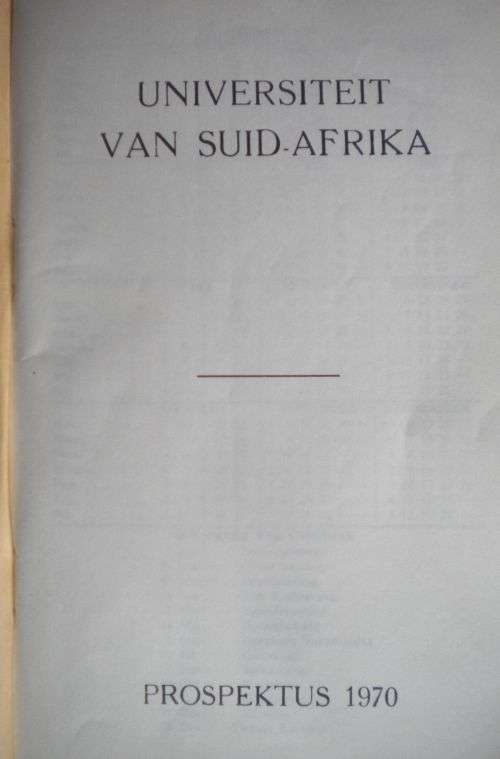 UNIVERSITEIT
VAN SUID-AFRIKA
PROSPEKTUS 1970